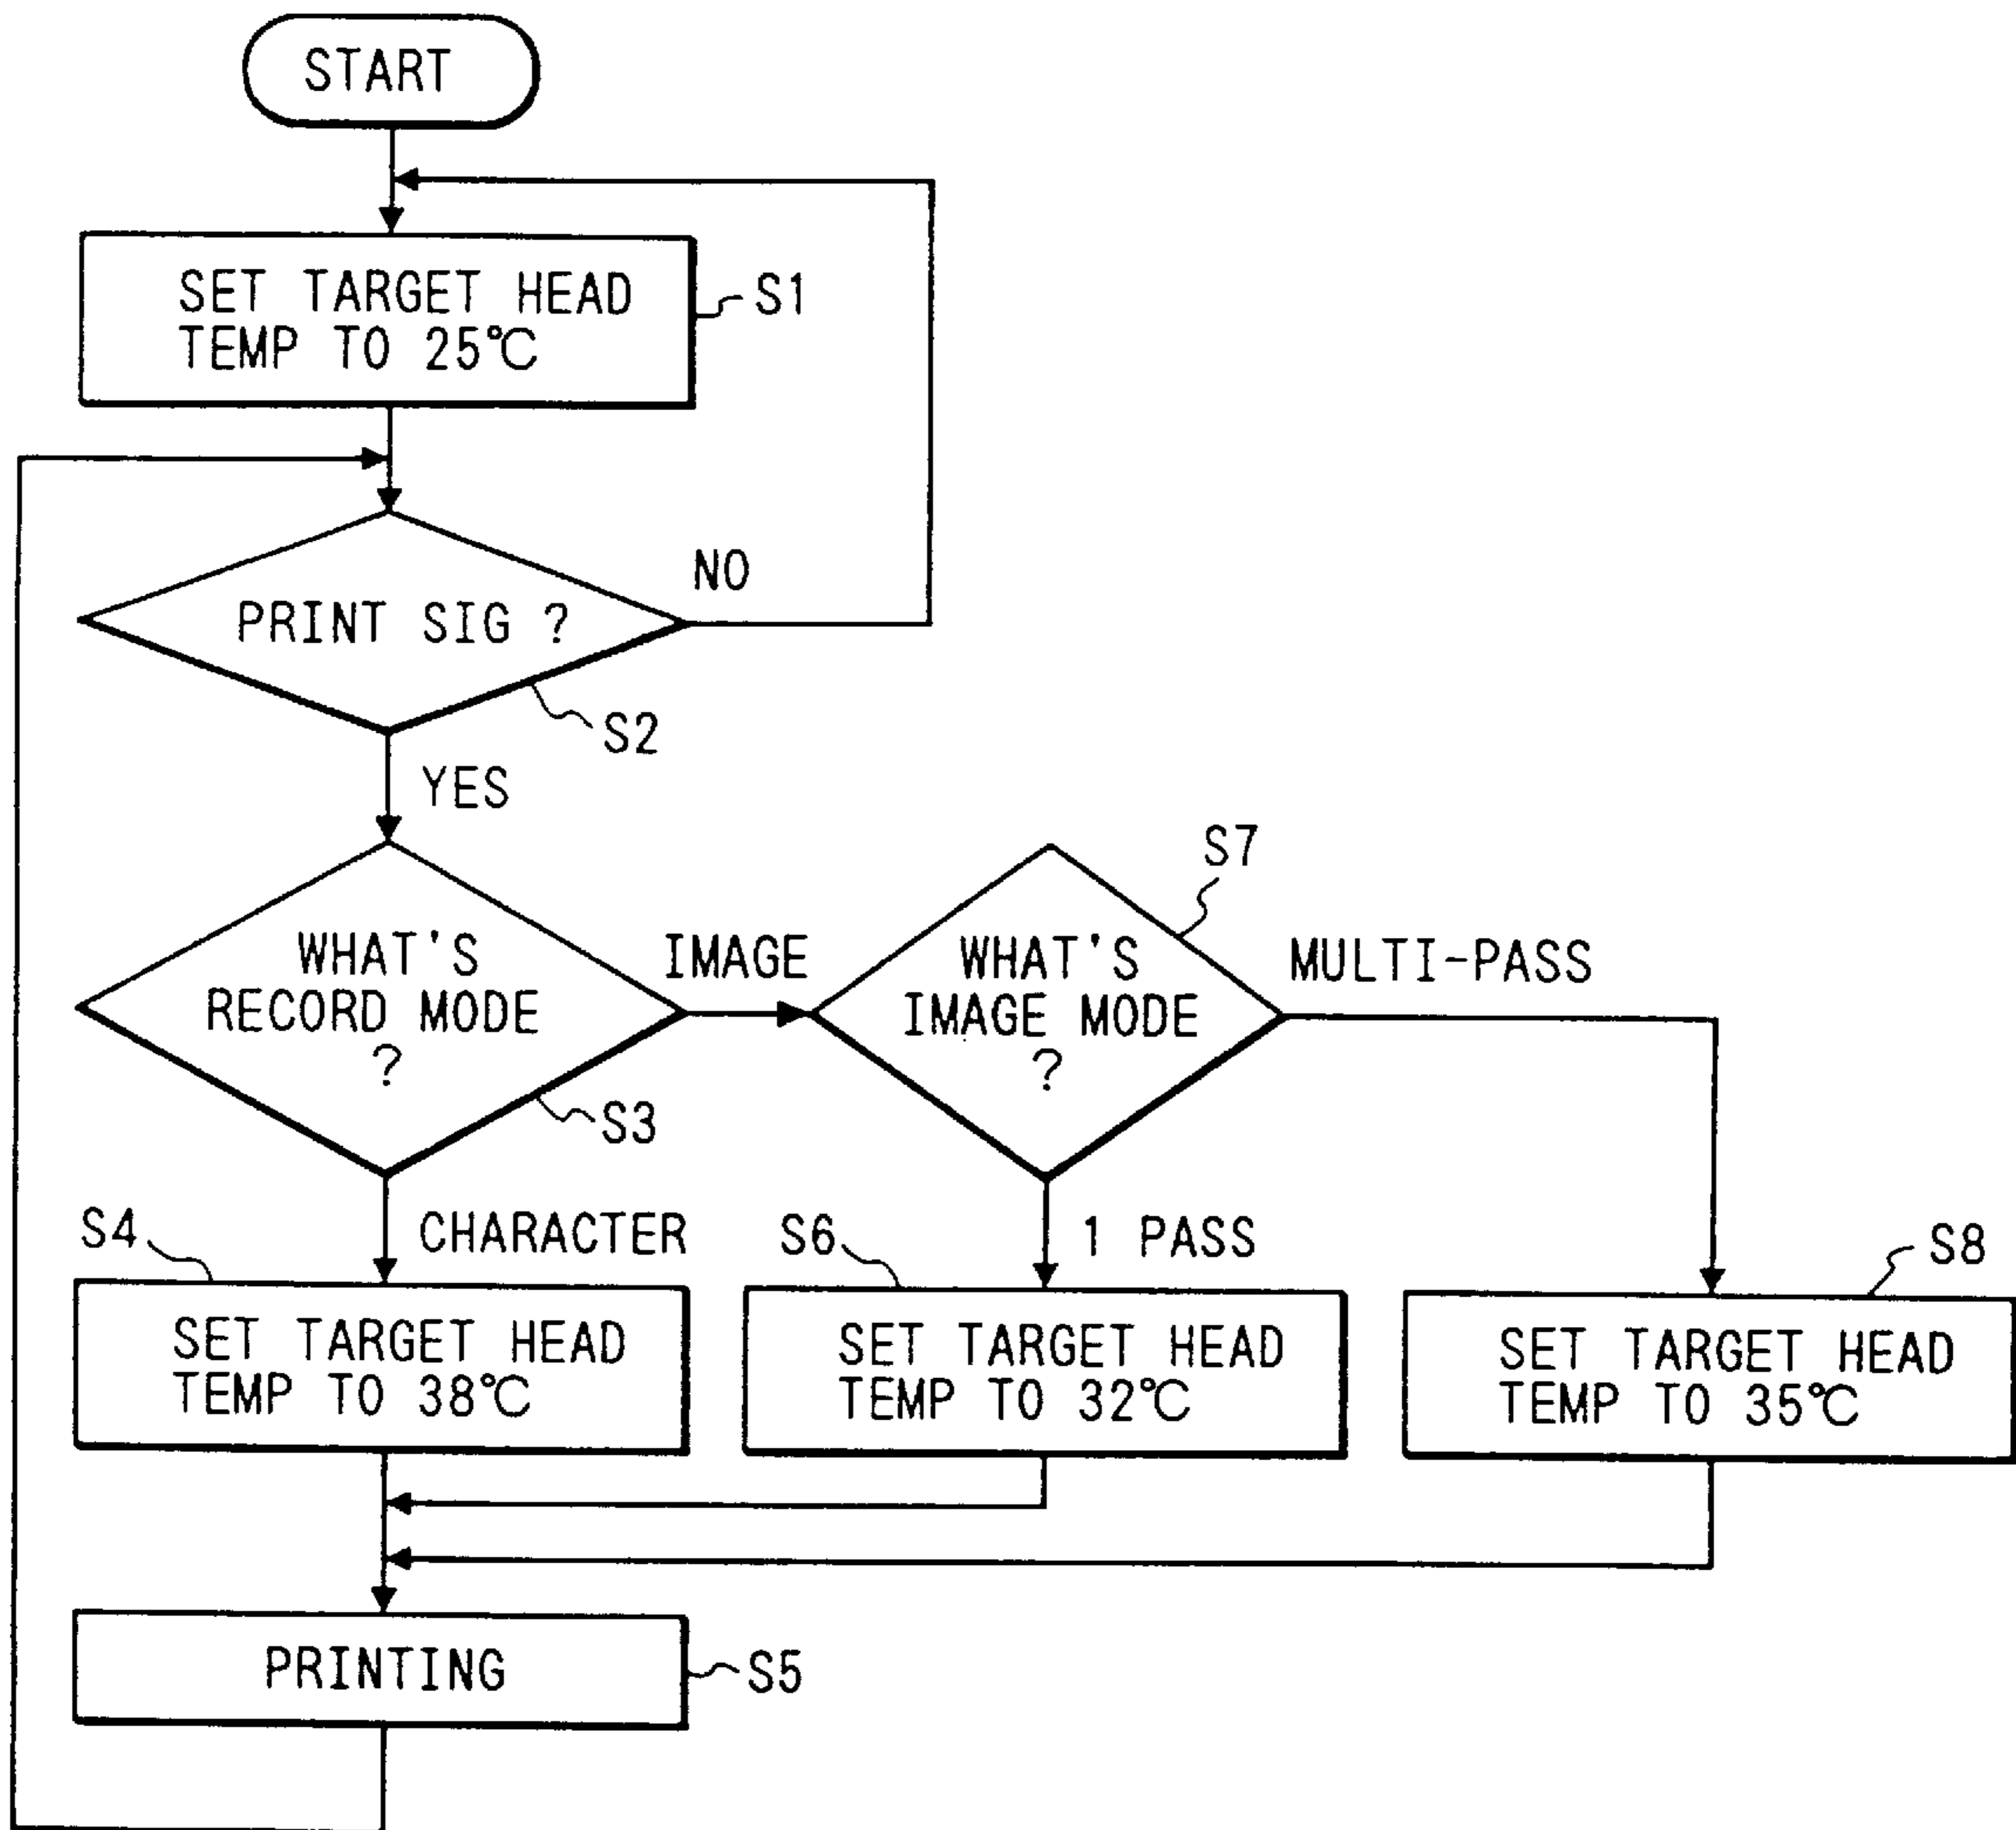 START
SET TARGET HEAD
TEMP TO 25℃
S1
PRINT SIG ?
NO
S2
YES
WHAT'S
RECORD MODE
?
S3
IMAGE
WHAT'S
IMAGE MODE
?
S7
MULTI-PASS
CHARACTER
1 PASS
S4
SET TARGET HEAD
TEMP TO 38℃
S6
SET TARGET HEAD
TEMP TO 32℃
S8
SET TARGET HEAD
TEMP TO 35℃
PRINTING
S5